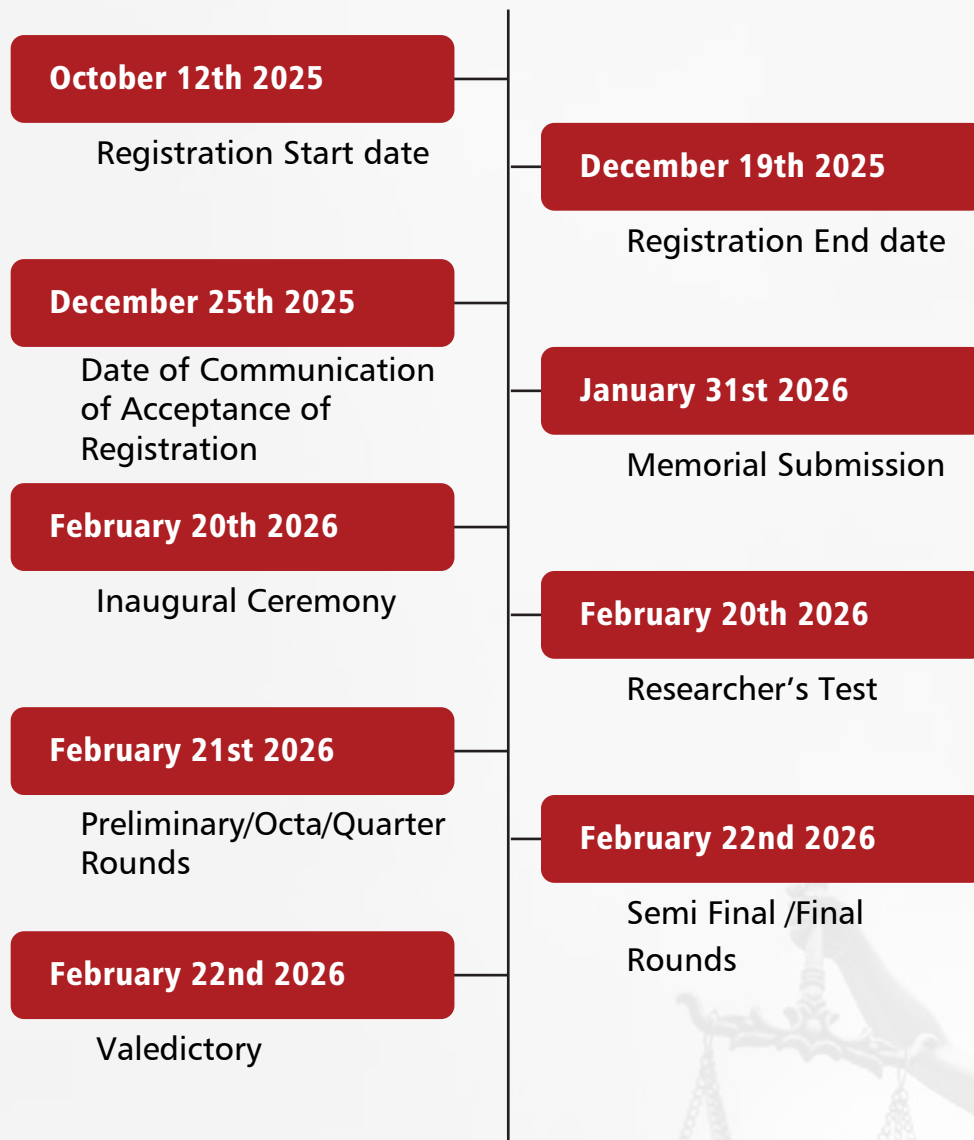 October 12th 2025
Registration Start date
December 19th 2025
Registration End date
December 25th 2025
Date of Communication
of Acceptance of
Registration
January 31st 2026
Memorial Submission
February 20th 2026
Inaugural Ceremony
February 20th 2026
Researcher’s Test
February 21st 2026
Preliminary/Octa/Quarter
Rounds
February 22nd 2026
Semi Final /Final
Rounds
February 22nd 2026
Valedictory